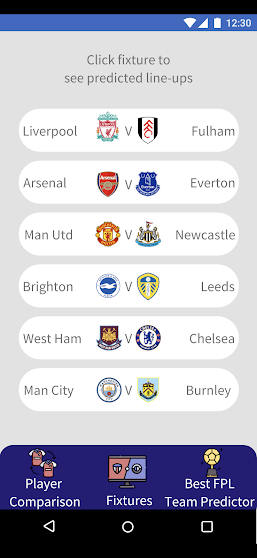 12:30
Click fixture to
see predicted line-ups
Liverpool V Fulham
Arsenal V Everton
Man Utd V Newcastle
Brighton V Leeds
West Ham V Chelsea
Man City V Burnley
Player
Comparison
Fixtures
Best FPL
Team Predictor